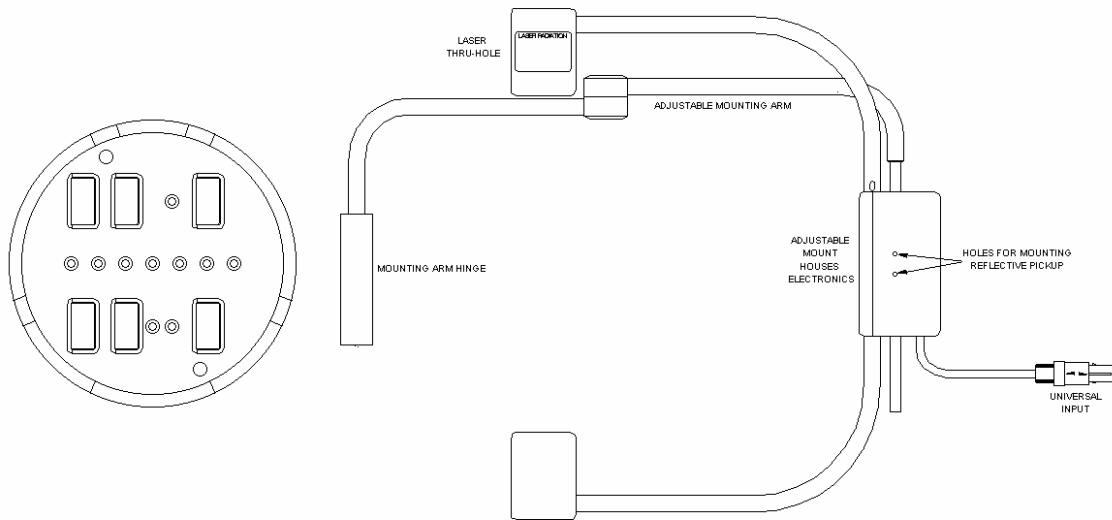 LASER
THRU-HOLE
LASER RADIATION
ADJUSTABLE MOUNTING ARM
MOUNTING ARM HINGE
ADJUSTABLE
MOUNT
HOUSES
ELECTRONICS
HOLES FOR MOUNTING
REFLECTIVE PICKUP
UNIVERSAL
INPUT